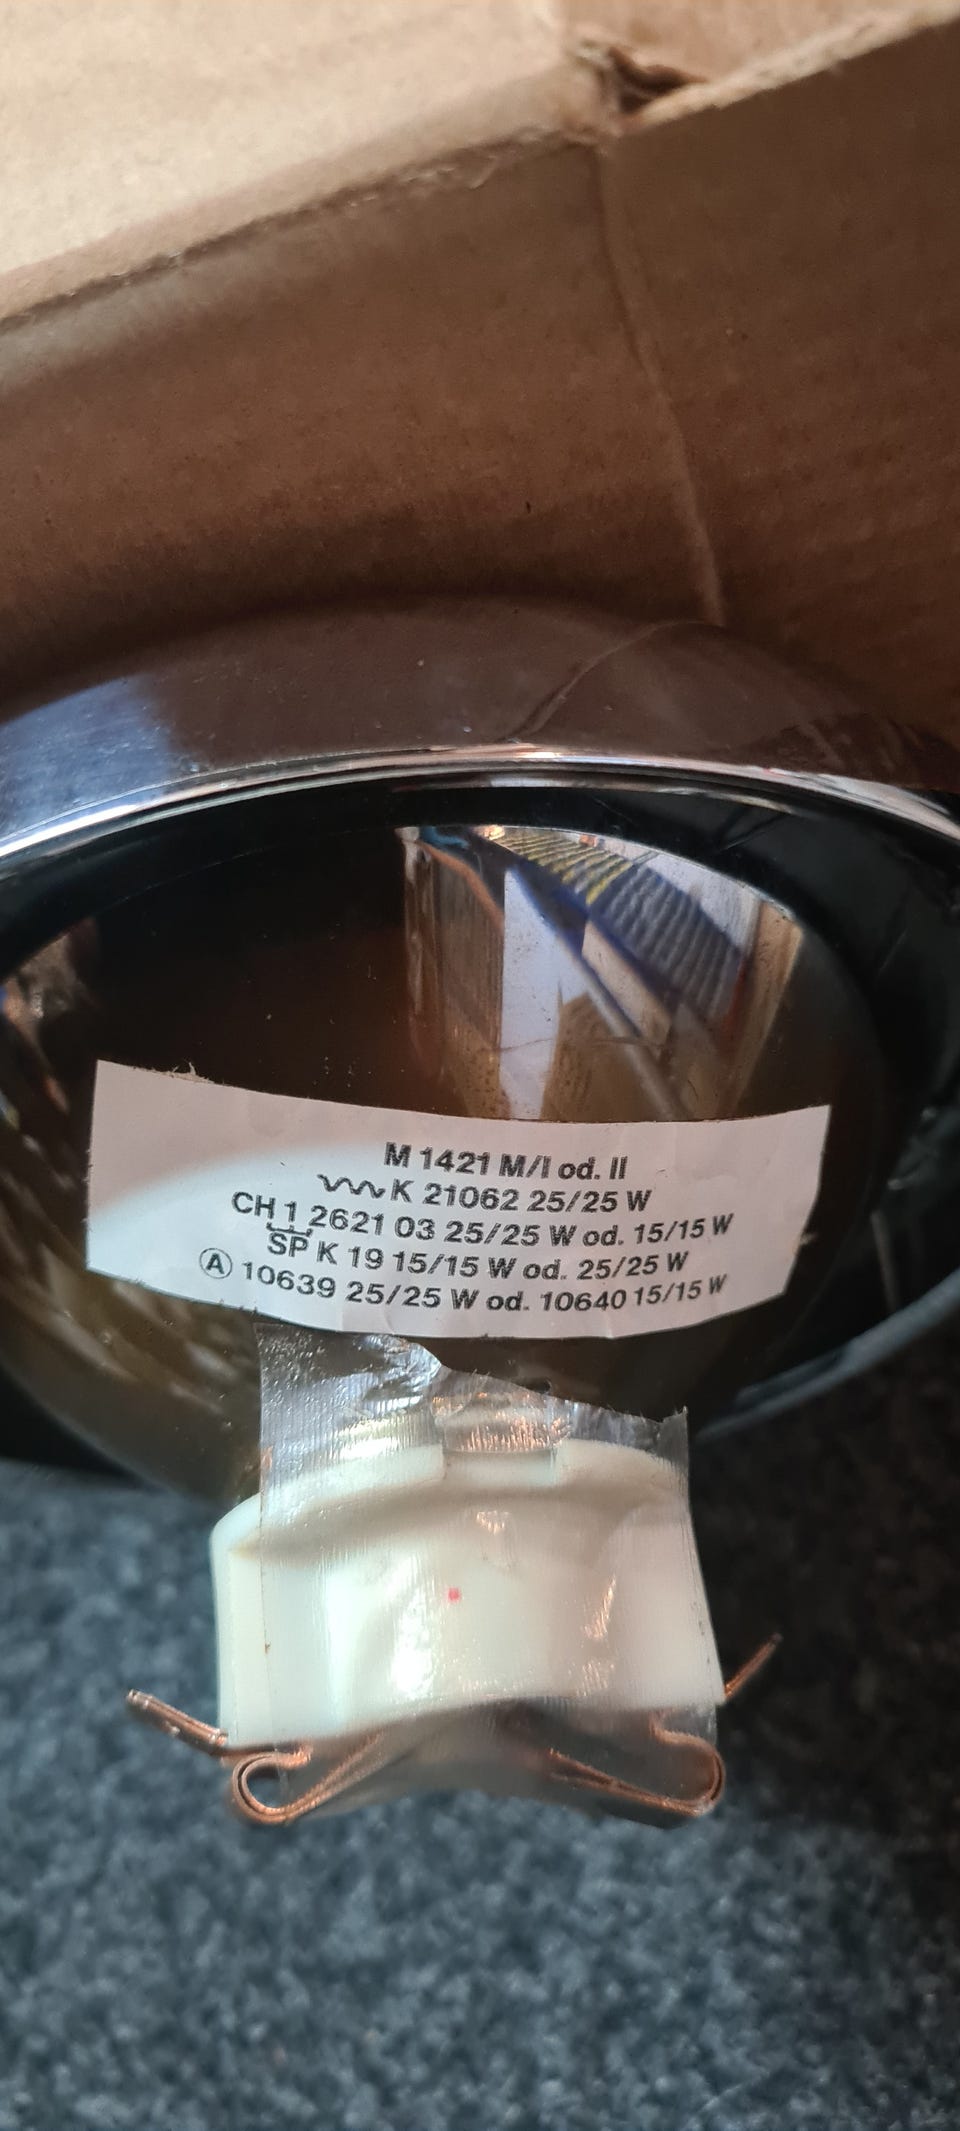 M 1421 M/I od. II
K 21062 25/25 W
CH 1 2621 03 25/25 W od. 15/15 W
SP K 19 15/15 W od. 25/25 W
Ⓐ 10639 25/25 W od. 10640 15/15 W